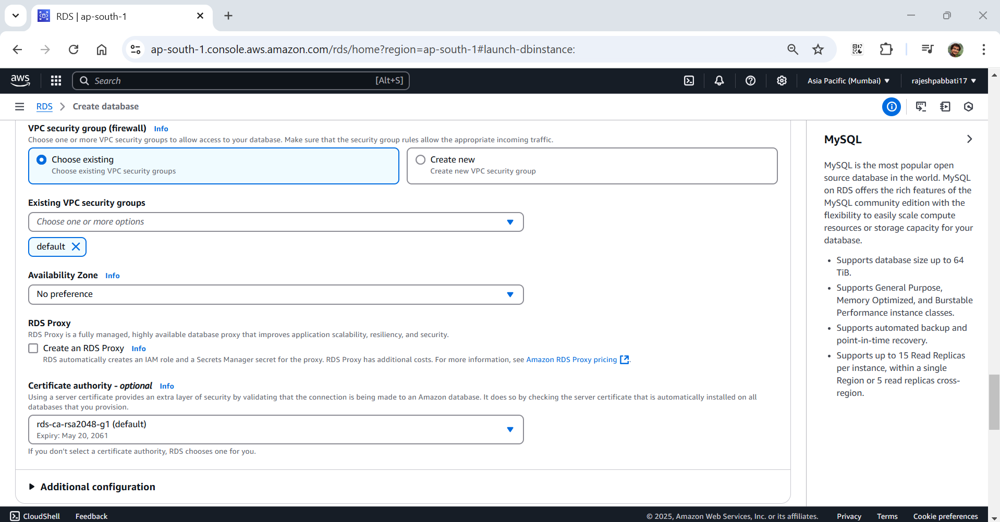 RDS | ap-south-1
ap-south-1.console.aws.amazon.com/rds/home?region=ap-south-1#launch-dbinstance:
aws
Search [Alt+S]
Asia Pacific (Mumbai)
rajeshpabbati17
RDS
Create database
VPC security group (firewall) Info
Choose one or more VPC security groups to allow access to your database. Make sure that the security group rules allow the appropriate incoming traffic.
Choose existing
Choose existing VPC security groups
Create new
Create new VPC security group
Existing VPC security groups
Choose one or more options
default
Availability Zone Info
No preference
RDS Proxy
RDS Proxy is a fully managed, highly available database proxy that improves application scalability, resiliency, and security.
Create an RDS Proxy Info
RDS automatically creates an IAM role and a Secrets Manager secret for the proxy. RDS Proxy has additional costs. For more information, see Amazon RDS Proxy pricing .
Certificate authority - optional Info
Using a server certificate provides an extra layer of security by validating that the connection is being made to an Amazon database. It does so by checking the server certificate that is automatically installed on all
databases that you provision.
rds-ca-rsa2048-g1 (default)
Expiry: May 20, 2061
If you don't select a certificate authority, RDS chooses one for you.
Additional configuration
MySQL
MySQL is the most popular open
source database in the world. MySQL
on RDS offers the rich features of the
MySQL community edition with the
flexibility to easily scale compute
resources or storage capacity for your
database.
• Supports database size up to 64
TiB.
• Supports General Purpose,
Memory Optimized, and Burstable
Performance instance classes.
• Supports automated backup and
point-in-time recovery.
• Supports up to 15 Read Replicas
per instance, within a single
Region or 5 read replicas cross-
region.
CloudShell
Feedback
© 2025, Amazon Web Services, Inc. or its affiliates.
Privacy
Terms
Cookie preferences